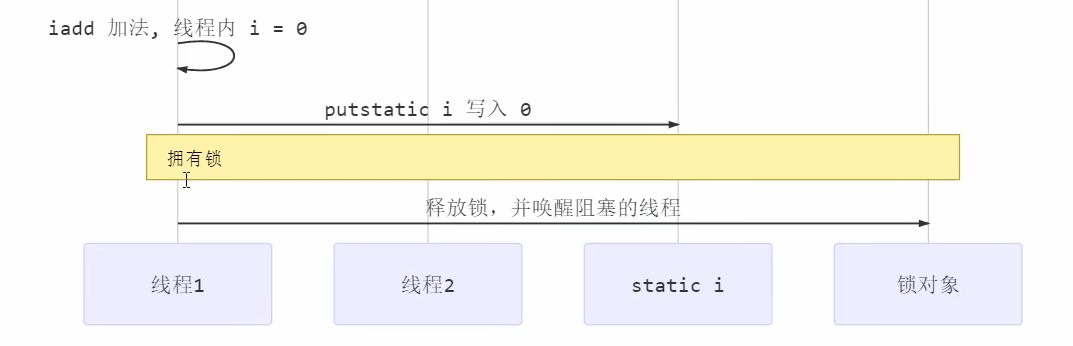 iadd 加法, 线程内 i = 0
putstatic i 写入 0
拥有锁
释放锁，并唤醒阻塞的线程
线程1
线程2
static i
锁对象